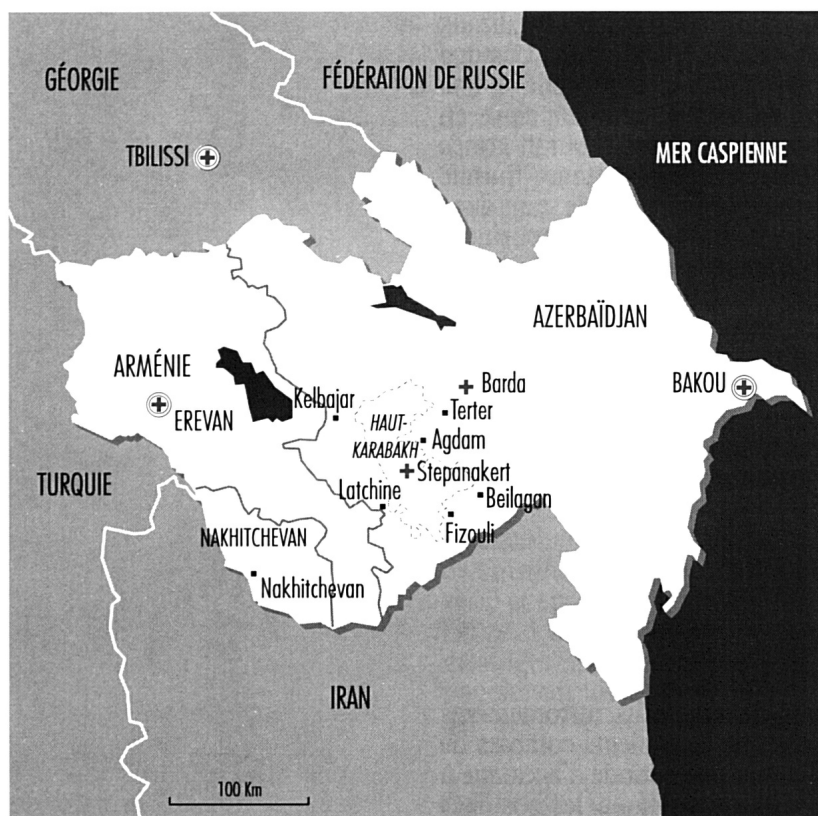 GÉORGIE
FÉDÉRATION DE RUSSIE
TBILISSI
MER CASPIENNE
AZERBAÏDJAN
ARMÉNIE
EREVAN
BAKOU
Kelbajar
Barda
Terter
HAUT-
KARABAKH
Agdam
Stepanakert
TURQUIE
Latchine
Beilagan
Fizouli
NAKHITCHEVAN
Nakhitchevan
IRAN
100 Km